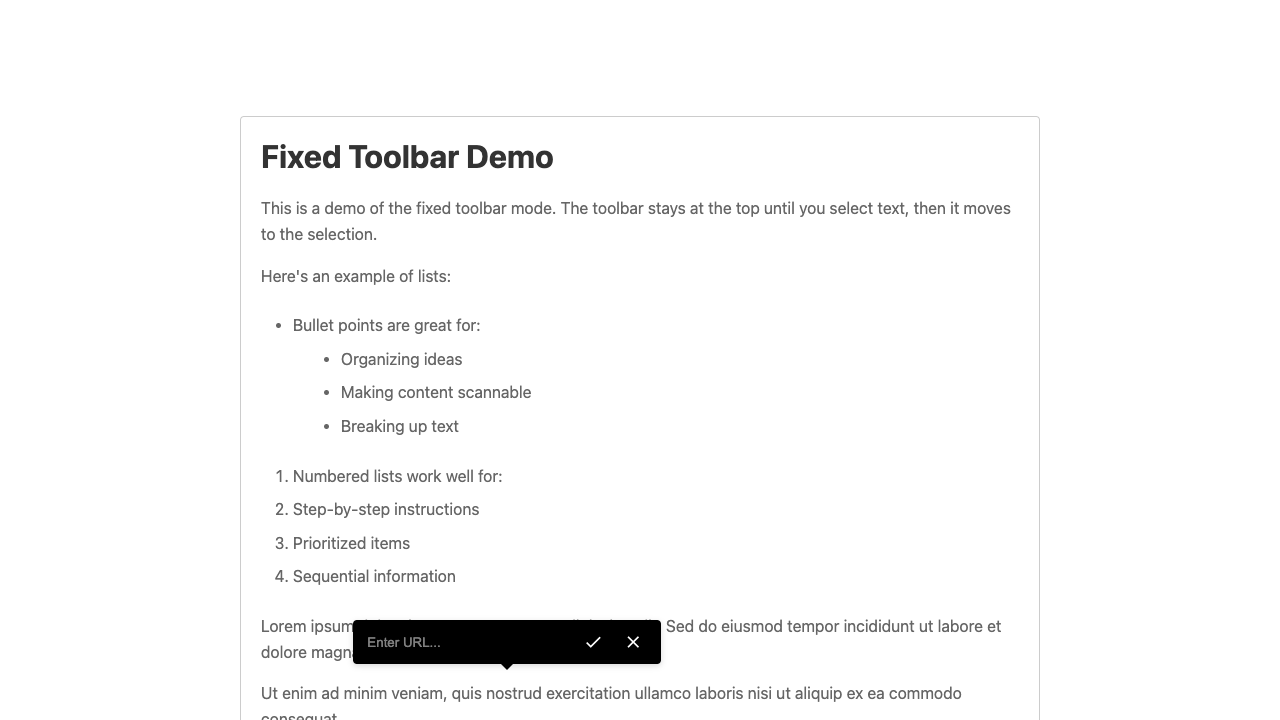 Fixed Toolbar Demo
This is a demo of the fixed toolbar mode. The toolbar stays at the top until you select text, then it moves
to the selection.
Here's an example of lists:
• Bullet points are great for:
• Organizing ideas
• Making content scannable
• Breaking up text
1. Numbered lists work well for:
2. Step-by-step instructions
3. Prioritized items
4. Sequential information
Lorem ipsum Sed do eiusmod tempor incididunt ut labore et
Enter URL...
dolore
Ut enim ad minim veniam, quis nostrud exercitation ullamco laboris nisi ut aliquip ex ea commodo
consequat